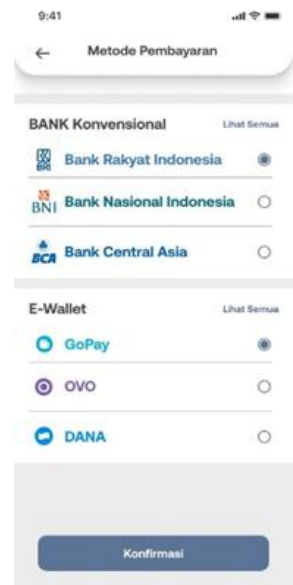 9:41
Metode Pembayaran
BANK Konvensional Lihat Semua
BRI Bank Rakyat Indonesia
BNI Bank Nasional Indonesia
BCA Bank Central Asia
E-Wallet Lihat Semua
GoPay
OVO
DANA
Konfirmasi